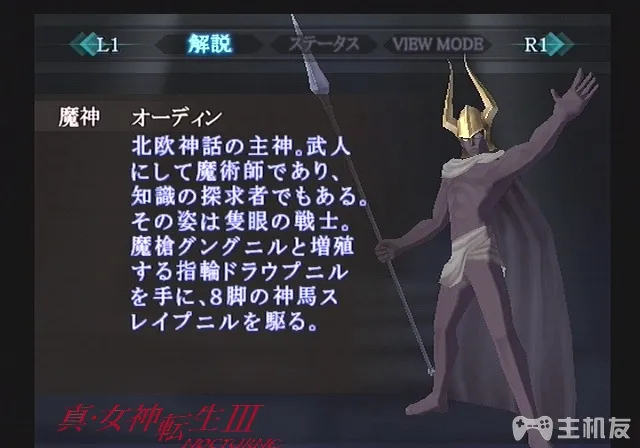 L1 解説 ステータス VIEW MODE R1
魔神 オーディン
北欧神話の主神。武人
にして魔術師であり、
知識の探求者でもある。
その姿は隻眼の戦士。
魔槍グングニルと増殖
する指輪ドラウプニル
を手に、8脚の神馬ス
レイプニルを駆る。
真・女神転生III
NOCTURNE
主机友